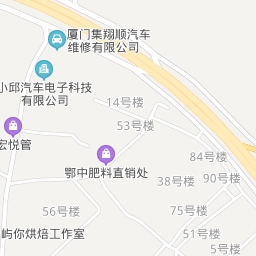 厦门集翔顺汽车
维修有限公司
小邱汽车电子科技
有限公司
14号楼
53号楼
宏悦管
鄂中肥料直销处
84号楼
38号楼
90号楼
56号楼
75号楼
屿你烘焙工作室
51号楼
5号楼